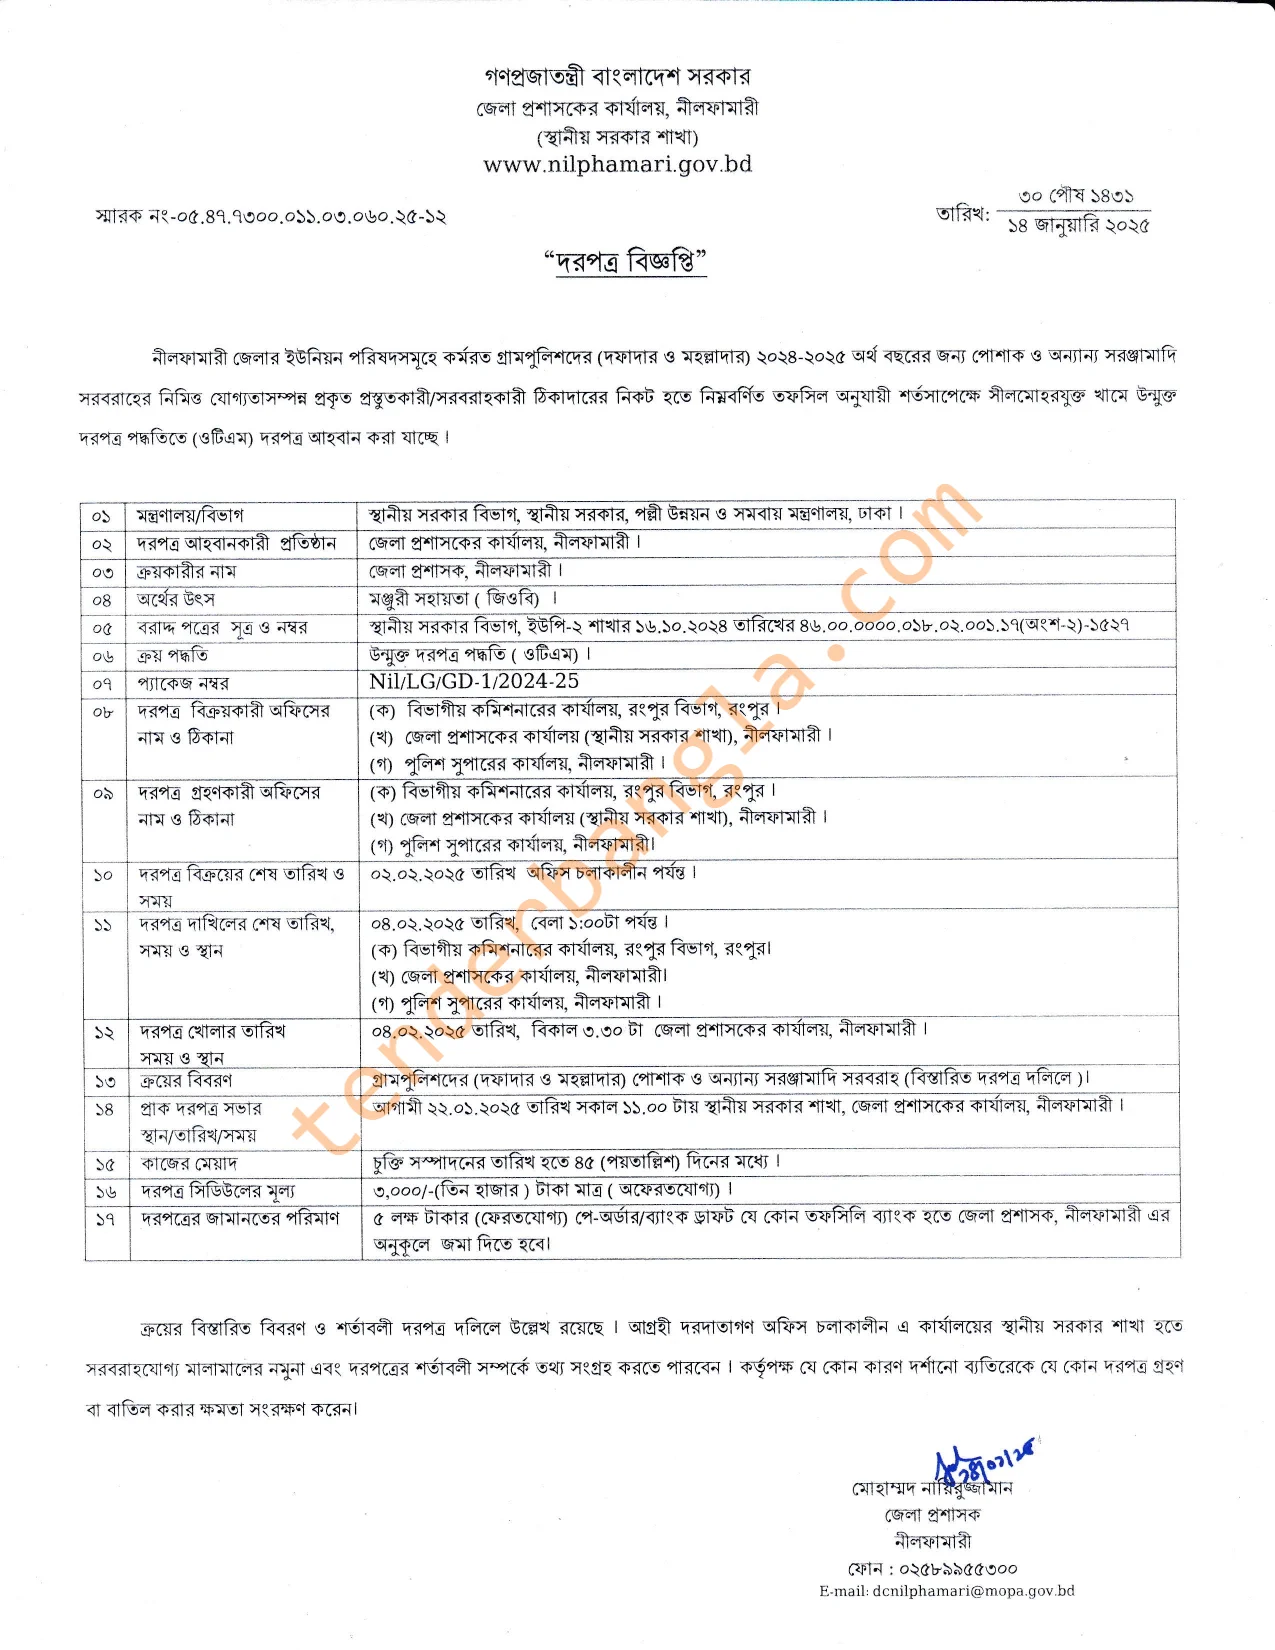 গণপ্রজাতন্ত্রী বাংলাদেশ সরকার
জেলা প্রশাসকের কার্যালয়, নীলফামারী
(স্থানীয় সরকার শাখা)
www.nilphamari.gov.bd
স্মারক নং-০৫.৪৭.৭৩০০.০১১.০৩.০৬০.২৫-১২
তারিখ: ৩০ পৌষ ১৪৩১
১৪ জানুয়ারি ২০২৫
“দরপত্র বিজ্ঞপ্তি”
নীলফামারী জেলার ইউনিয়ন পরিষদসমূহে কর্মরত গ্রামপুলিশদের (দফাদার ও মহল্লাদার) ২০২৪-২০২৫ অর্থ বছরের জন্য পোশাক ও অন্যান্য সরঞ্জামাদি
সরবরাহের নিমিত্ত যোগ্যতাসম্পন্ন প্রকৃত প্রস্তুতকারী/সরবরাহকারী ঠিকাদারের নিকট হতে নিম্নবর্ণিত তফসিল অনুযায়ী শর্তসাপেক্ষে সীলমোহরযুক্ত খামে উন্মুক্ত
দরপত্র পদ্ধতিতে (ওটিএম) দরপত্র আহবান করা যাচ্ছে।
০১ মন্ত্রণালয়/বিভাগ স্থানীয় সরকার বিভাগ, স্থানীয় সরকার, পল্লী উন্নয়ন ও সমবায় মন্ত্রণালয়, ঢাকা।
০২ দরপত্র আহবানকারী প্রতিষ্ঠান জেলা প্রশাসকের কার্যালয়, নীলফামারী।
০৩ ক্রয়কারীর নাম জেলা প্রশাসক, নীলফামারী।
০৪ অর্থের উৎস মঞ্জুরী সহায়তা ( জিওবি) ।
০৫ বরাদ্দ পত্রের সূত্র ও নম্বর স্থানীয় সরকার বিভাগ, ইউপি-২ শাখার ১৬.১০.২০২৪ তারিখের ৪৬.০০.০০০০.০১৮.০২.০০১.১৭(অংশ-২)-১৫২৭
০৬ ক্রয় পদ্ধতি উন্মুক্ত দরপত্র পদ্ধতি ( ওটিএম)।
০৭ প্যাকেজ নম্বর Nil/LG/GD-1/2024-25
০৮ দরপত্র বিক্রয়কারী অফিসের (ক) বিভাগীয় কমিশনারের কার্যালয়, রংপুর বিভাগ, রংপুর।
নাম ও ঠিকানা (খ) জেলা প্রশাসকের কার্যালয় (স্থানীয় সরকার শাখা), নীলফামারী।
(গ) পুলিশ সুপারের কার্যালয়, নীলফামারী।
০৯ দরপত্র গ্রহণকারী অফিসের (ক) বিভাগীয় কমিশনারের কার্যালয়, রংপুর বিভাগ, রংপুর।
নাম ও ঠিকানা (খ) জেলা প্রশাসকের কার্যালয় (স্থানীয় সরকার শাখা), নীলফামারী।
(গ) পুলিশ সুপারের কার্যালয়, নীলফামারী।
১০ দরপত্র বিক্রয়ের শেষ তারিখ ও ০২.০২.২০২৫ তারিখ অফিস চলাকালীন পর্যন্ত।
সময়
১১ দরপত্র দাখিলের শেষ তারিখ, ০৪.০২.২০২৫ তারিখ, বেলা ১:০০টা পর্যন্ত।
সময় ও স্থান (ক) বিভাগীয় কমিশনারের কার্যালয়, রংপুর বিভাগ, রংপুর।
(খ) জেলা প্রশাসকের কার্যালয়, নীলফামারী।
(গ) পুলিশ সুপারের কার্যালয়, নীলফামারী।
১২ দরপত্র খোলার তারিখ ০৪.০২.২০২৫ তারিখ, বিকাল ৩.৩০ টা জেলা প্রশাসকের কার্যালয়, নীলফামারী।
সময় ও স্থান
১৩ ক্রয়ের বিবরণ গ্রামপুলিশদের (দফাদার ও মহল্লাদার) পোশাক ও অন্যান্য সরঞ্জামাদি সরবরাহ (বিস্তারিত দরপত্র দলিলে )।
১৪ প্রাক দরপত্র সভার আগামী ২২.০১.২০২৫ তারিখ সকাল ১১.০০ টায় স্থানীয় সরকার শাখা, জেলা প্রশাসকের কার্যালয়, নীলফামারী।
স্থান/তারিখ/সময়
১৫ কাজের মেয়াদ চুক্তি সম্পাদনের তারিখ হতে ৪৫ (পয়তাল্লিশ) দিনের মধ্যে।
১৬ দরপত্র সিডিউলের মূল্য ৩,০০০/-(তিন হাজার ) টাকা মাত্র ( অফেরতযোগ্য)।
১৭ দরপত্রের জামানতের পরিমাণ ৫ লক্ষ টাকার (ফেরতযোগ্য) পে-অর্ডার/ব্যাংক ড্রাফট যে কোন তফসিলি ব্যাংক হতে জেলা প্রশাসক, নীলফামারী এর
অনুকূলে জমা দিতে হবে।
tenderbangla.com
ক্রয়ের বিস্তারিত বিবরণ ও শর্তাবলী দরপত্র দলিলে উল্লেখ রয়েছে। আগ্রহী দরদাতাগণ অফিস চলাকালীন এ কার্যালয়ের স্থানীয় সরকার শাখা হতে
সরবরাহযোগ্য মালামালের নমুনা এবং দরপত্রের শর্তাবলী সম্পর্কে তথ্য সংগ্রহ করতে পারবেন। কর্তৃপক্ষ যে কোন কারণ দর্শানো ব্যতিরেকে যে কোন দরপত্র গ্রহণ
বা বাতিল করার ক্ষমতা সংরক্ষণ করেন।
মোহাম্মদ নায়িরুজ্জামান
জেলা প্রশাসক
নীলফামারী
ফোন : ০২৫৮৯৯৫৫৩০০
E-mail: dcnilphamari@mopa.gov.bd